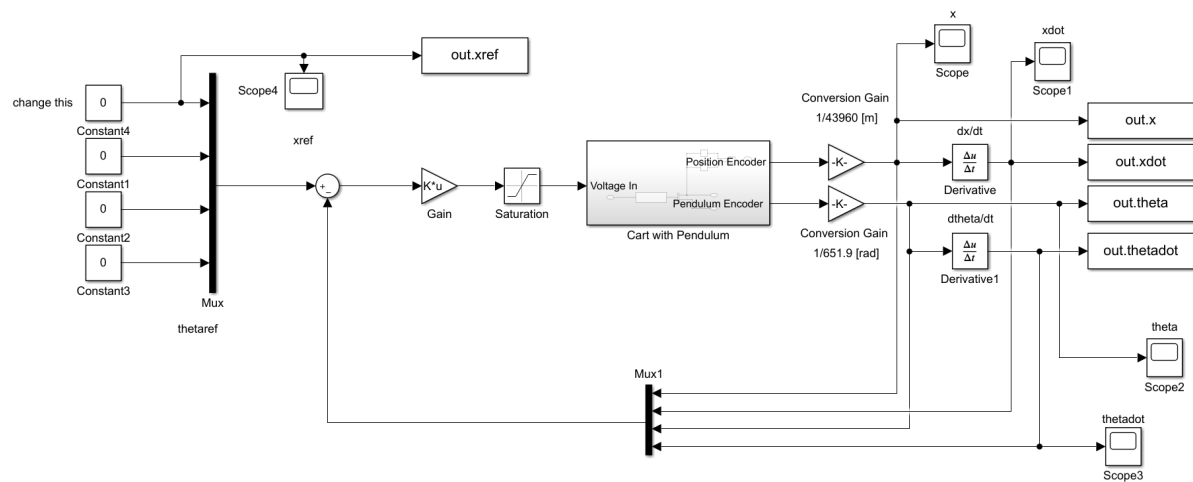 x
xdot
out.xref
Scope
Scope1
Scope4
change this
0
Constant4
xref
Conversion Gain
1/43960 [m]
out.x
0
Constant1
dx/dt
Position Encoder
-K-
Δu
Δt
out.xdot
Derivative
+
−
K*u
Gain
Saturation
Voltage In
Pendulum Encoder
-K-
out.theta
0
Constant2
Cart with Pendulum
Conversion Gain
1/651.9 [rad]
dtheta/dt
Δu
Δt
out.thetadot
Derivative1
0
Constant3
Mux
thetaref
theta
Scope2
Mux1
thetadot
Scope3